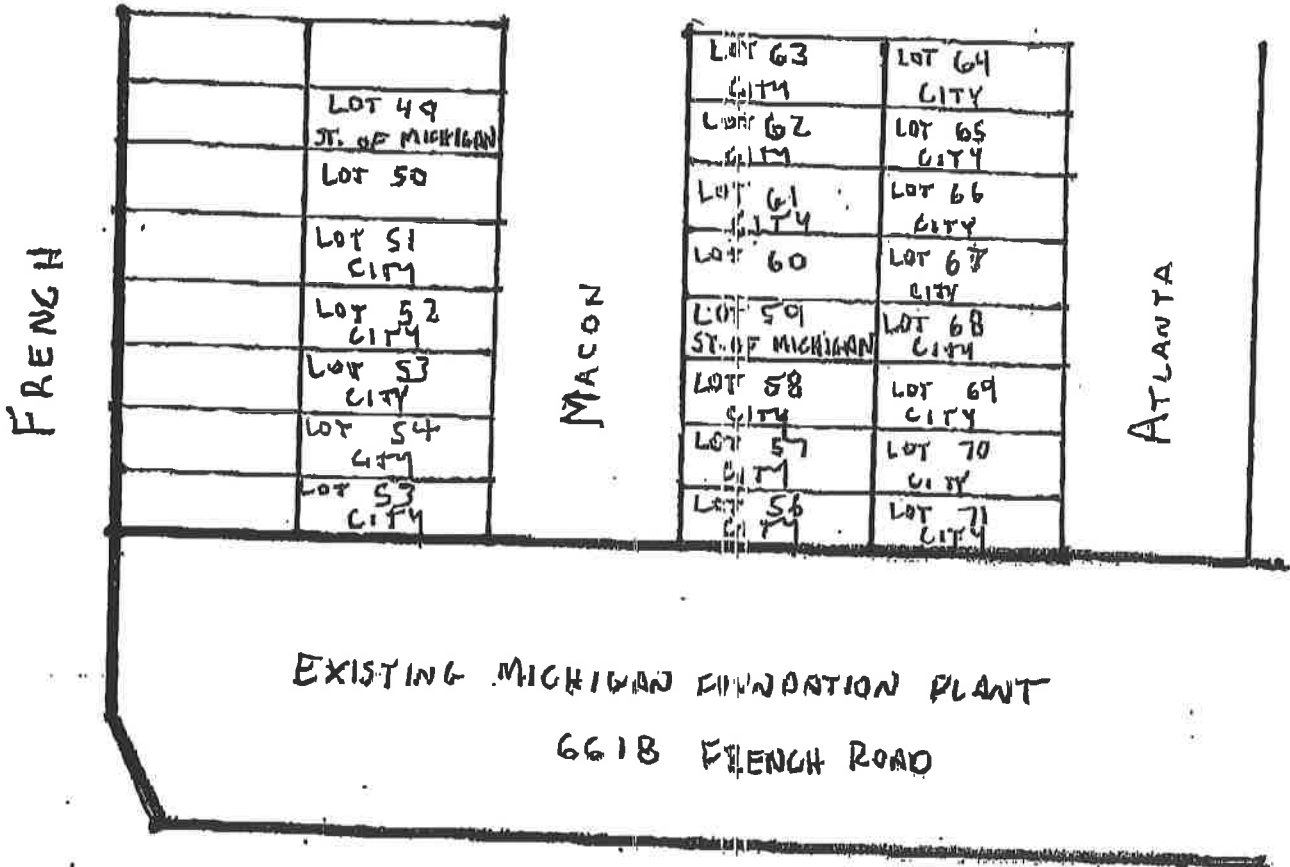 FRENCH
LOT 49
ST. OF MICHIGAN
LOT 50
LOT 51
CITY
LOT 52
CITY
LOT 53
CITY
LOT 54
CITY
LOT 53
CITY
MACON
LOT 63
CITY
LOT 62
CITY
LOT 61
CITY
LOT 60
LOT 59
ST. OF MICHIGAN
LOT 58
CITY
LOT 57
CITY
LOT 56
CITY
LOT 64
CITY
LOT 65
CITY
LOT 66
CITY
LOT 67
CITY
LOT 68
CITY
LOT 69
CITY
LOT 70
CITY
LOT 71
CITY
ATLANTA
EXISTING MICHIGAN FOUNDATION PLANT
6618 FRENCH ROAD